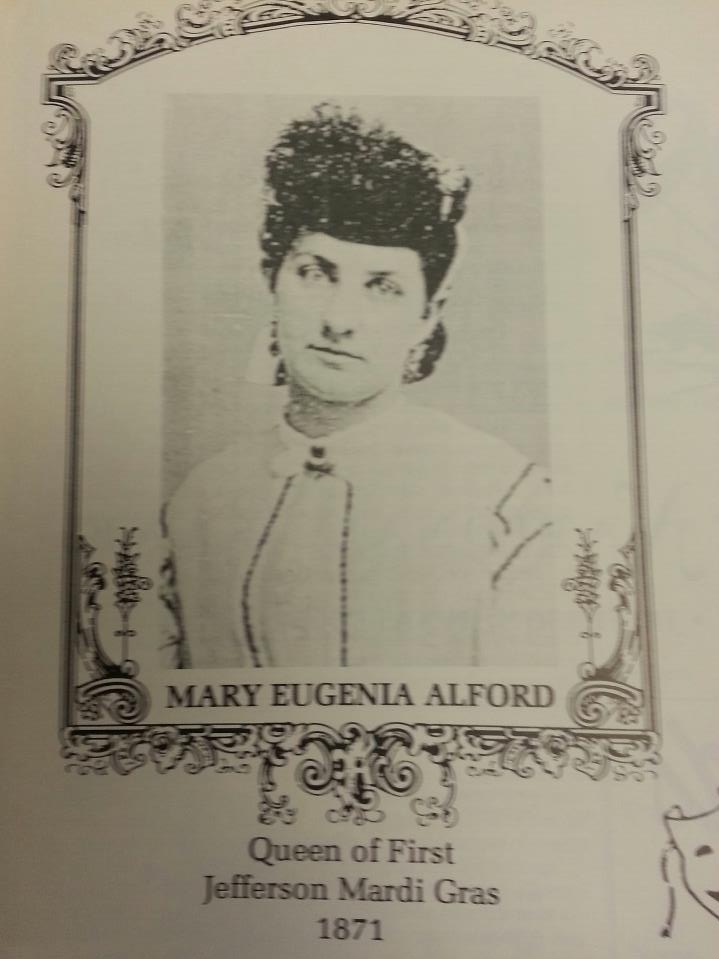 MARY EUGENIA ALFORD
Queen of First
Jefferson Mardi Gras
1871